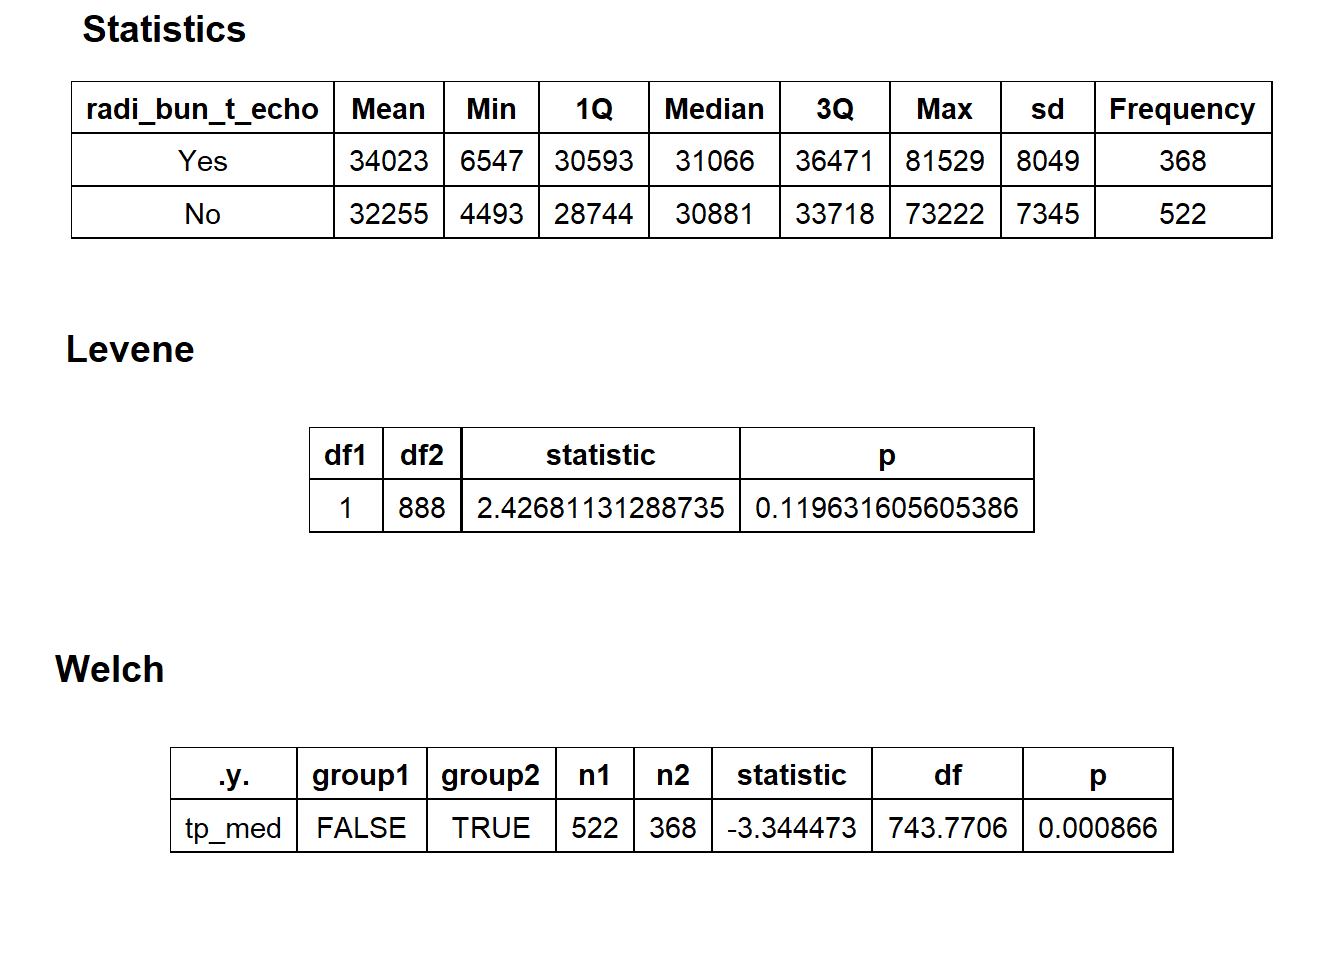 Statistics
radi_bun_t_echo Mean Min 1Q Median 3Q Max sd Frequency
Yes 34023 6547 30593 31066 36471 81529 8049 368
No 32255 4493 28744 30881 33718 73222 7345 522
Levene
df1 df2 statistic p
1 888 2.42681131288735 0.119631605605386
Welch
.y. group1 group2 n1 n2 statistic df p
tp_med FALSE TRUE 522 368 -3.344473 743.7706 0.000866